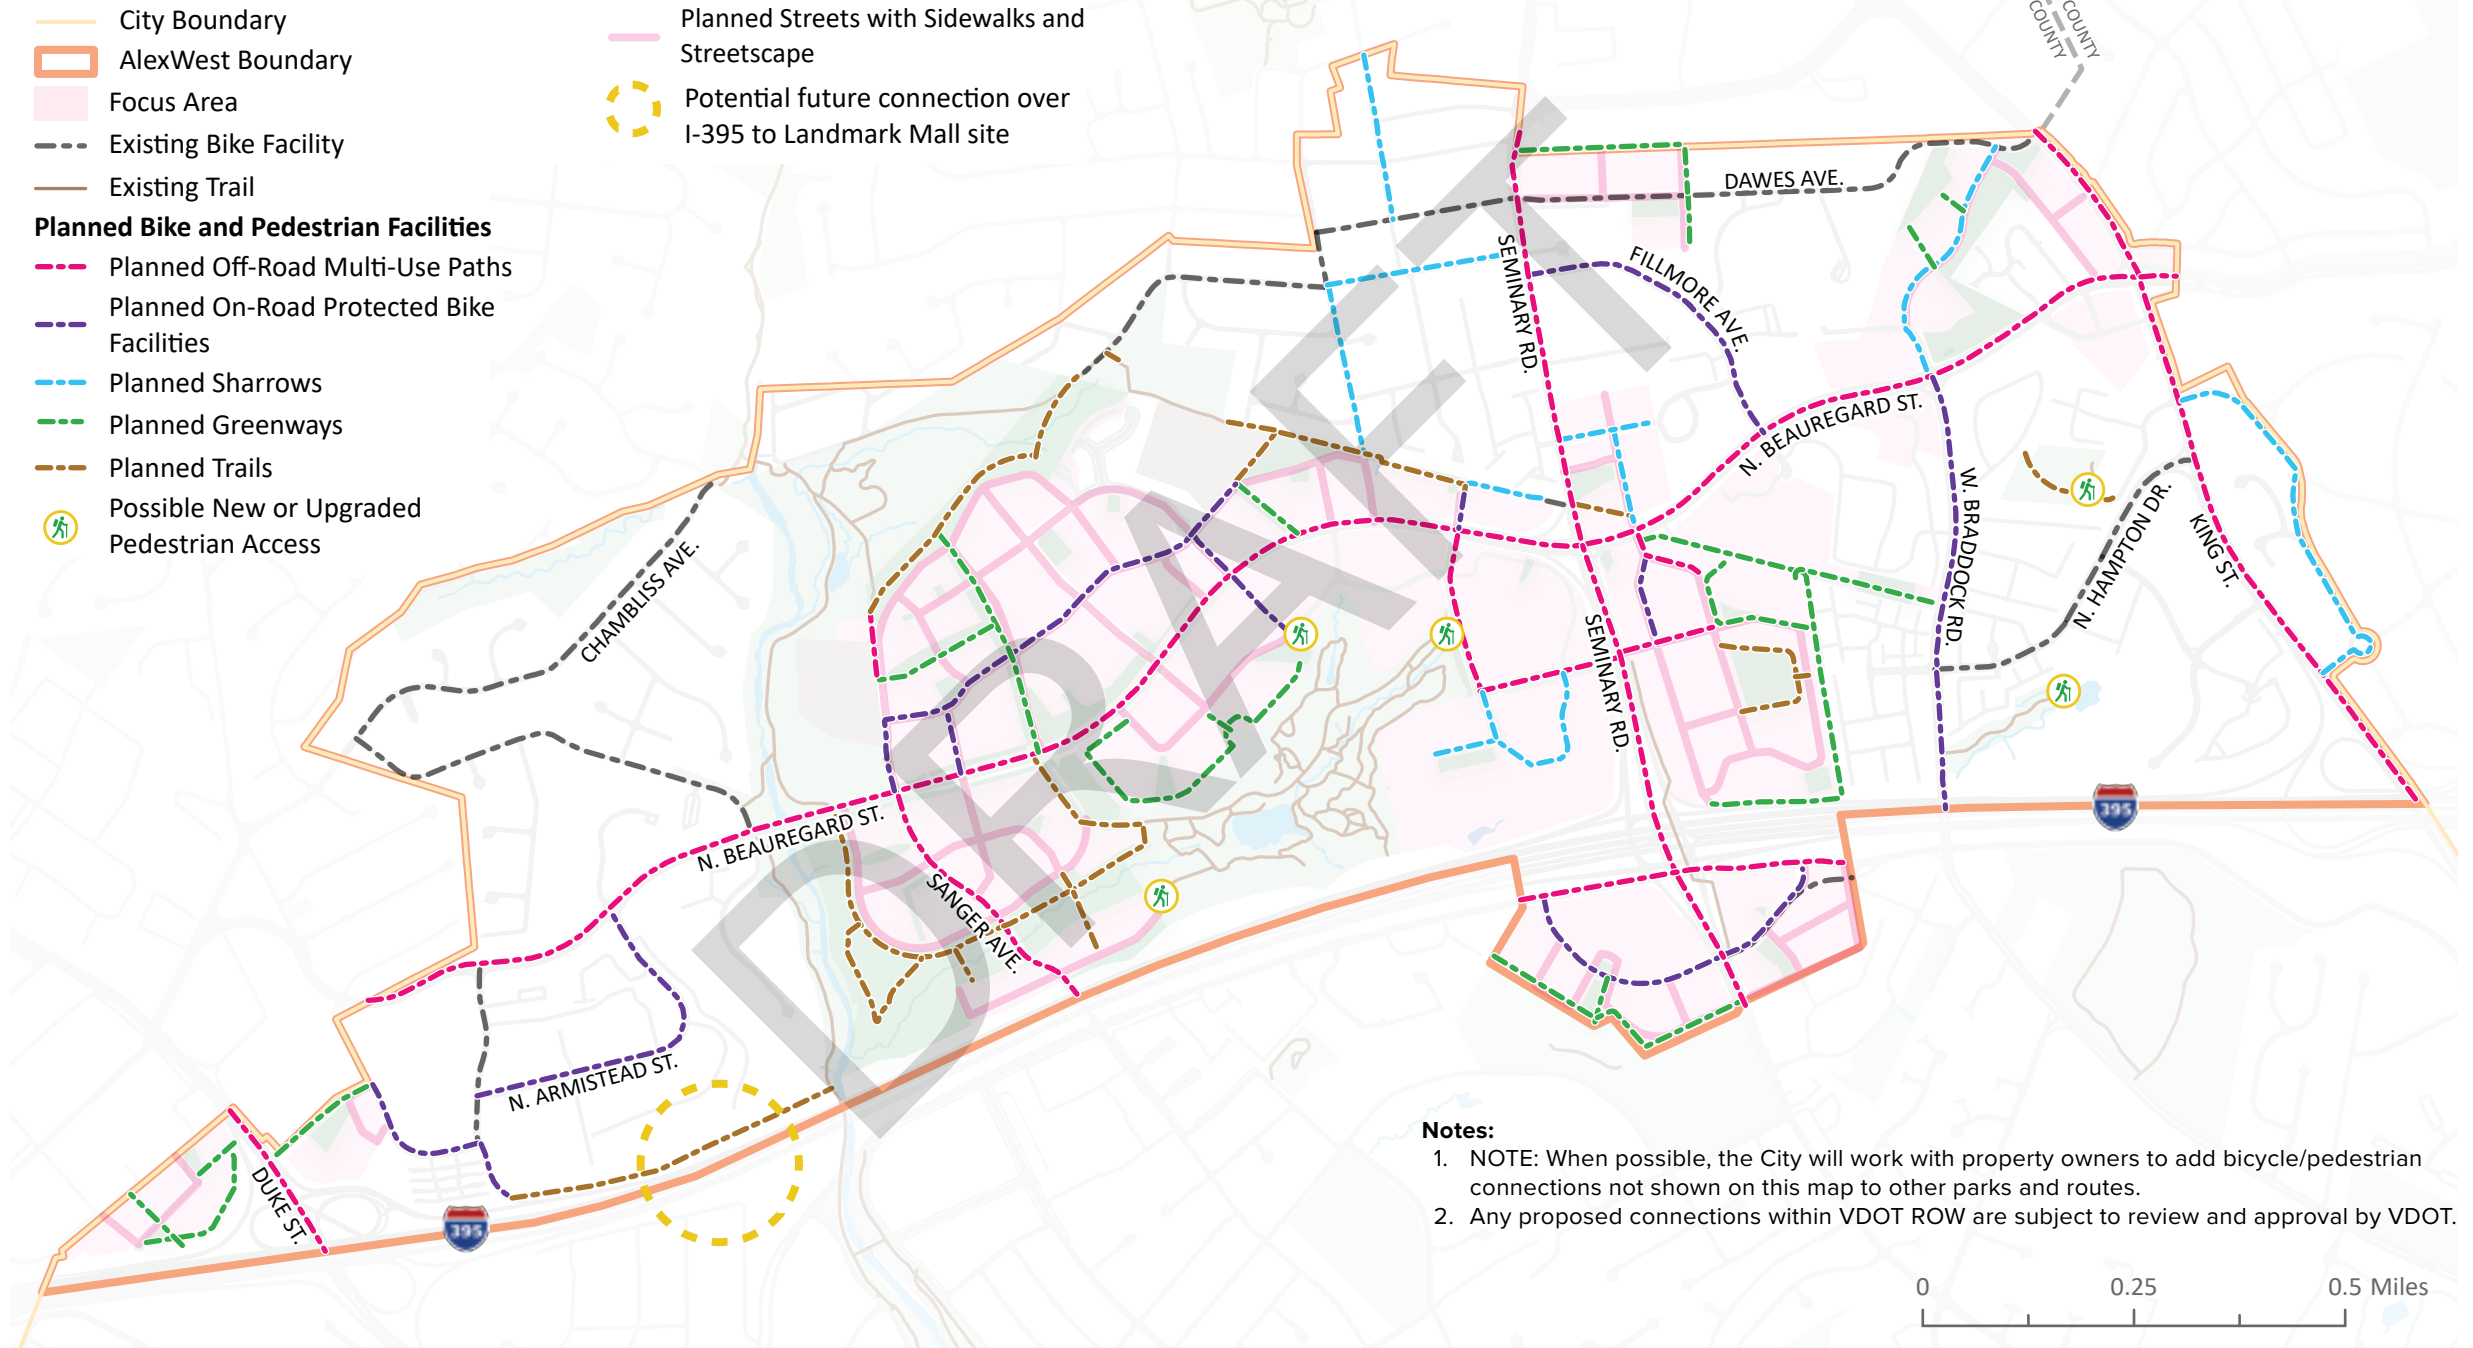 City Boundary
AlexWest Boundary
Focus Area
Existing Bike Facility
Existing Trail
Planned Bike and Pedestrian Facilities
Planned Off-Road Multi-Use Paths
Planned On-Road Protected Bike
Facilities
Planned Sharrows
Planned Greenways
Planned Trails
Possible New or Upgraded
Pedestrian Access
Planned Streets with Sidewalks and
Streetscape
Potential future connection over
I-395 to Landmark Mall site
COUNTY
COUNTY
DAWES AVE.
SEMINARY RD.
FILLMORE AVE.
N. BEAUREGARD ST.
W. BRADDOCK RD.
N. HAMPTON DR.
KING ST.
CHAMBLISS AVE.
SEMINARY RD.
N. BEAUREGARD ST.
SANGER AVE.
N. ARMISTEAD ST.
DUKE ST.
395
395
DRAFT
Notes:
1. NOTE: When possible, the City will work with property owners to add bicycle/pedestrian
connections not shown on this map to other parks and routes.
2. Any proposed connections within VDOT ROW are subject to review and approval by VDOT.
0 0.25 0.5 Miles